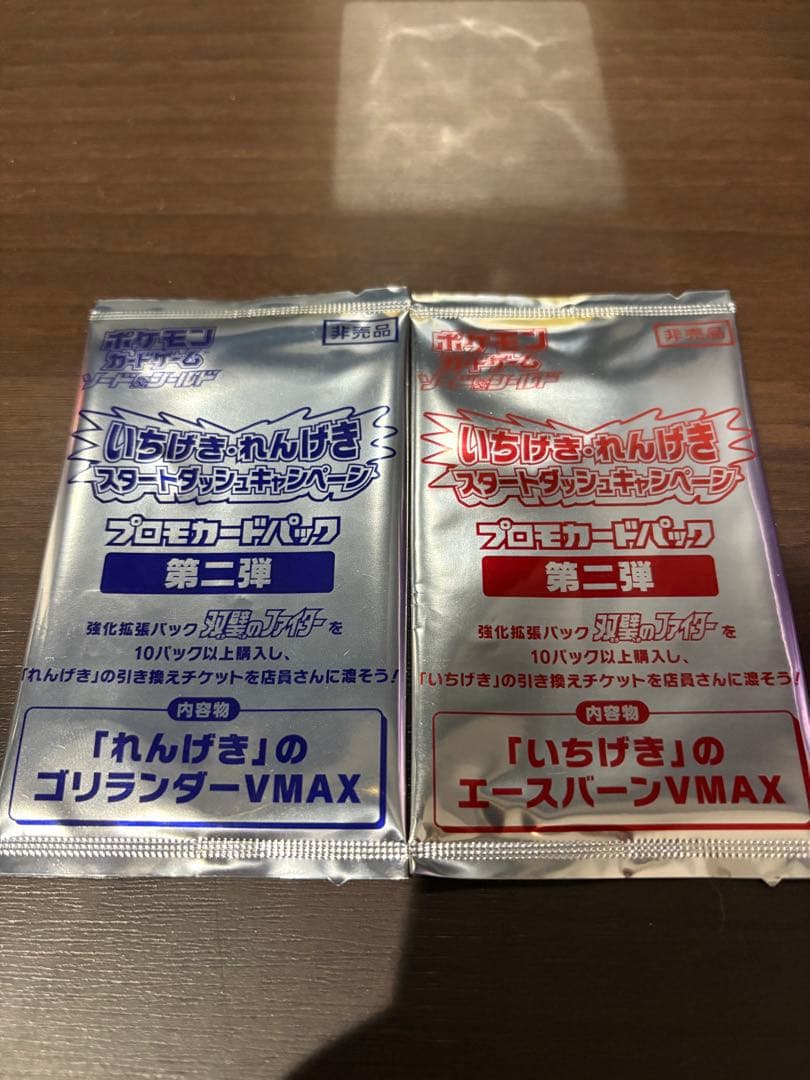 ポケモン
カードゲーム
ソード&シールド
非売品
いちげき・れんげき
スタートダッシュキャンペーン
プロモカードパック
第二弾
強化拡張パック 双璧のファイター を
10パック以上購入し、
「れんげき」の引き換えチケットを店員さんに渡そう!
内容物
「れんげき」の
ゴリランダーVMAX
ポケモン
カードゲーム
ソード&シールド
非売品
いちげき・れんげき
スタートダッシュキャンペーン
プロモカードパック
第二弾
強化拡張パック 双璧のファイター を
10パック以上購入し、
「いちげき」の引き換えチケットを店員さんに渡そう!
内容物
「いちげき」の
エースバーンVMAX